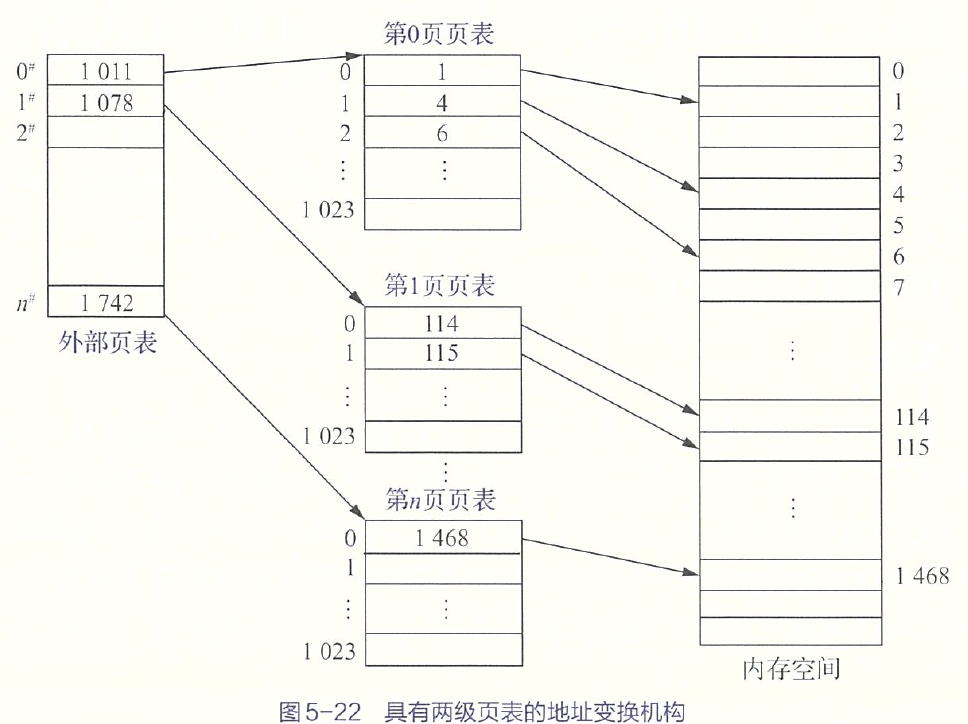 第0页页表
0# 1 011
1# 1 078
2#
n# 1 742
外部页表
0 1
1 4
2 6
⋮ ⋮
1 023
第1页页表
0 114
1 115
⋮ ⋮
1 023
⋮
第n页页表
0 1 468
1
⋮ ⋮
1 023
0
1
2
3
4
5
6
7
⋮
114
115
⋮
1 468
内存空间
图5-22 具有两级页表的地址变换机构